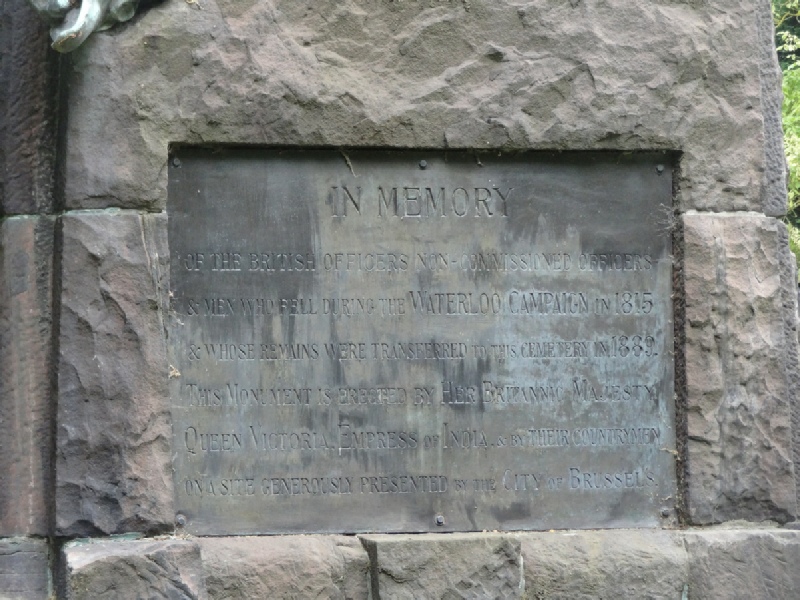 IN MEMORY
OF THE BRITISH OFFICERS NON-COMMISSIONED OFFICERS
& MEN WHO FELL DURING THE WATERLOO CAMPAIGN IN 1815
& WHOSE REMAINS WERE TRANSFERRED TO THIS CEMETERY IN 1889.
THIS MONUMENT IS ERECTED BY HER BRITANNIC MAJESTY,
QUEEN VICTORIA, EMPRESS OF INDIA, & BY THEIR COUNTRYMEN
ON A SITE GENEROUSLY PRESENTED BY THE CITY OF BRUSSELS.